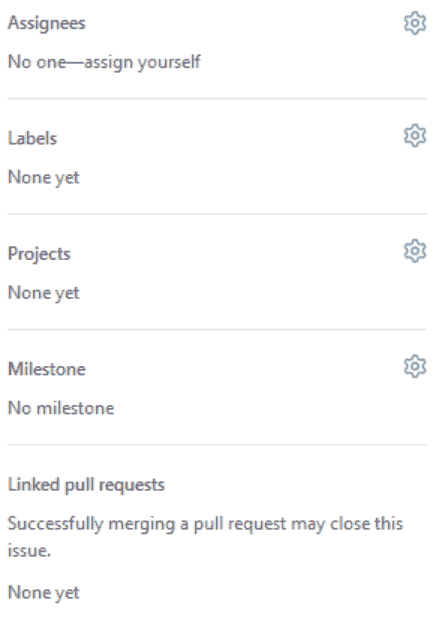 Assignees
No one—assign yourself
Labels
None yet
Projects
None yet
Milestone
No milestone
Linked pull requests
Successfully merging a pull request may close this
issue.
None yet